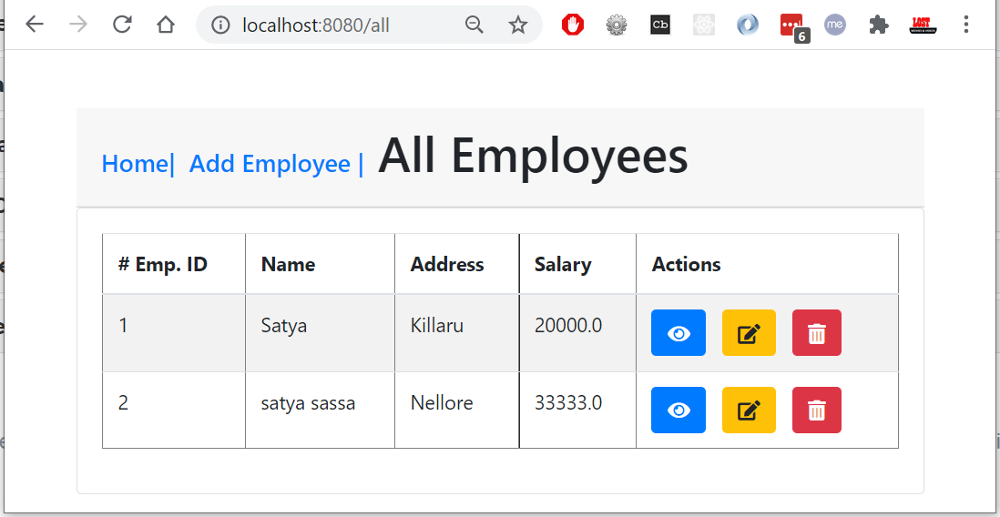 localhost:8080/all
cb
6
me
LOST
Home| Add Employee | All Employees
# Emp. ID Name Address Salary Actions
1 Satya Killaru 20000.0
2 satya sassa Nellore 33333.0